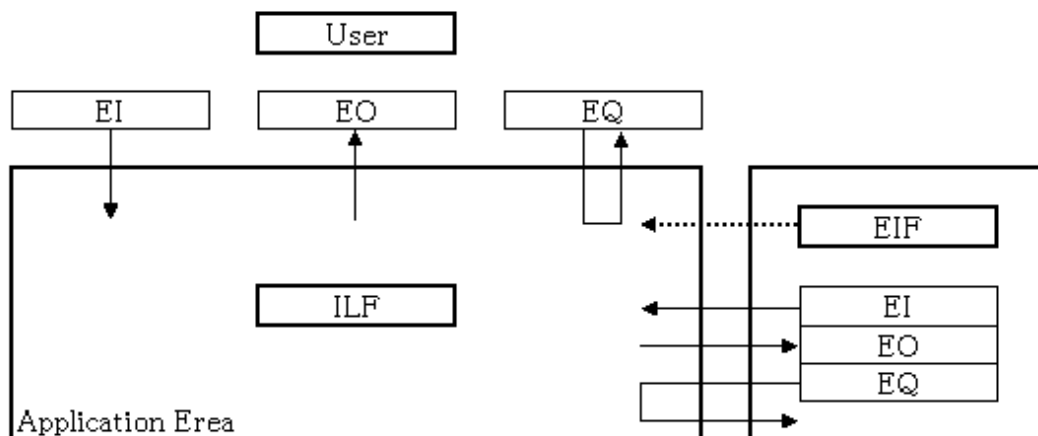 User
EI
EO
EQ
EIF
ILF
EI
EO
EQ
Application Erea